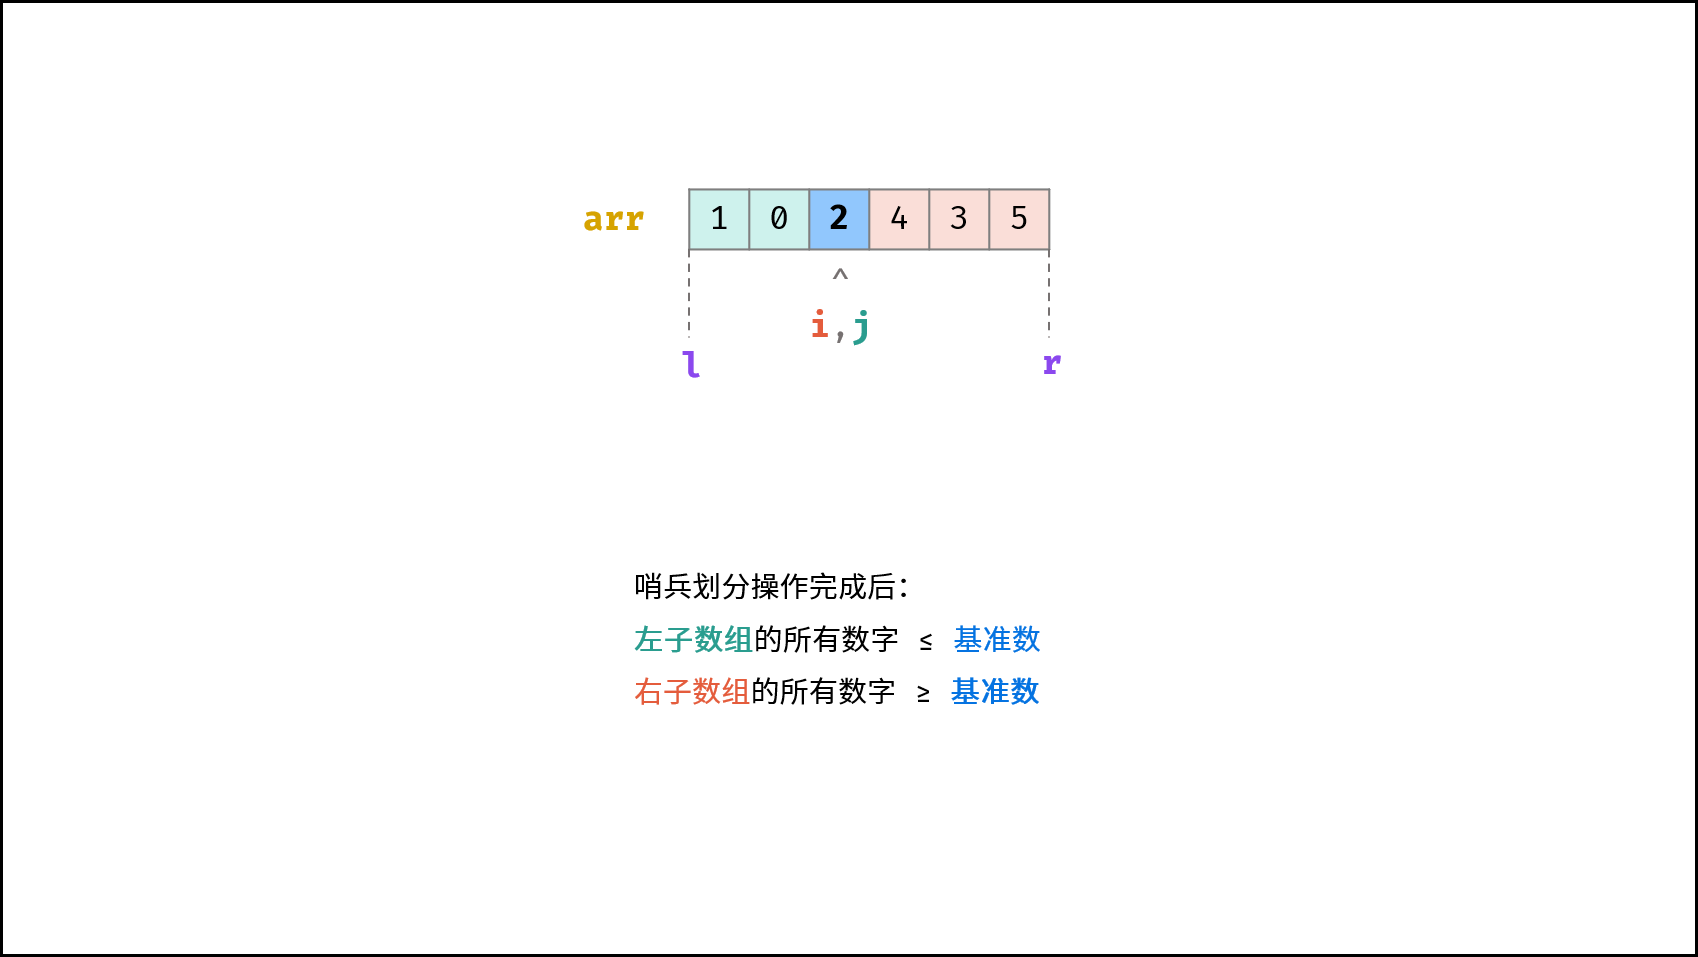 arr 1 0 2 4 3 5
^
i,j
l r
哨兵划分操作完成后：
左子数组的所有数字 ≤ 基准数
右子数组的所有数字 ≥ 基准数